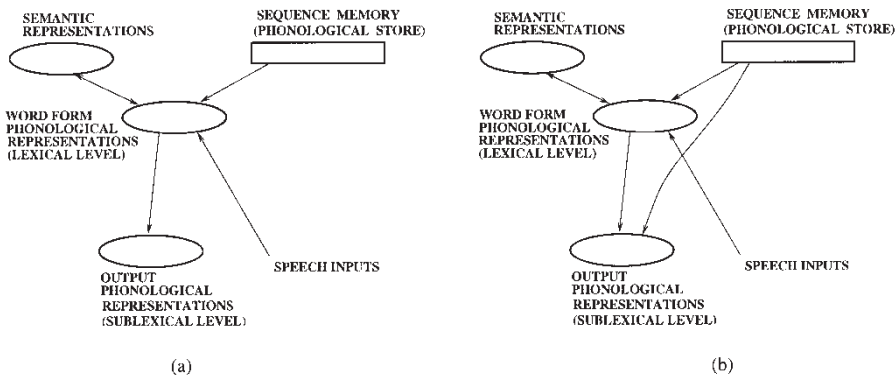 SEMANTIC
REPRESENTATIONS
SEQUENCE MEMORY
(PHONOLOGICAL STORE)
WORD FORM
PHONOLOGICAL
REPRESENTATIONS
(LEXICAL LEVEL)
SPEECH INPUTS
OUTPUT
PHONOLOGICAL
REPRESENTATIONS
(SUBLEXICAL LEVEL)
(a)
SEMANTIC
REPRESENTATIONS
SEQUENCE MEMORY
(PHONOLOGICAL STORE)
WORD FORM
PHONOLOGICAL
REPRESENTATIONS
(LEXICAL LEVEL)
SPEECH INPUTS
OUTPUT
PHONOLOGICAL
REPRESENTATIONS
(SUBLEXICAL LEVEL)
(b)